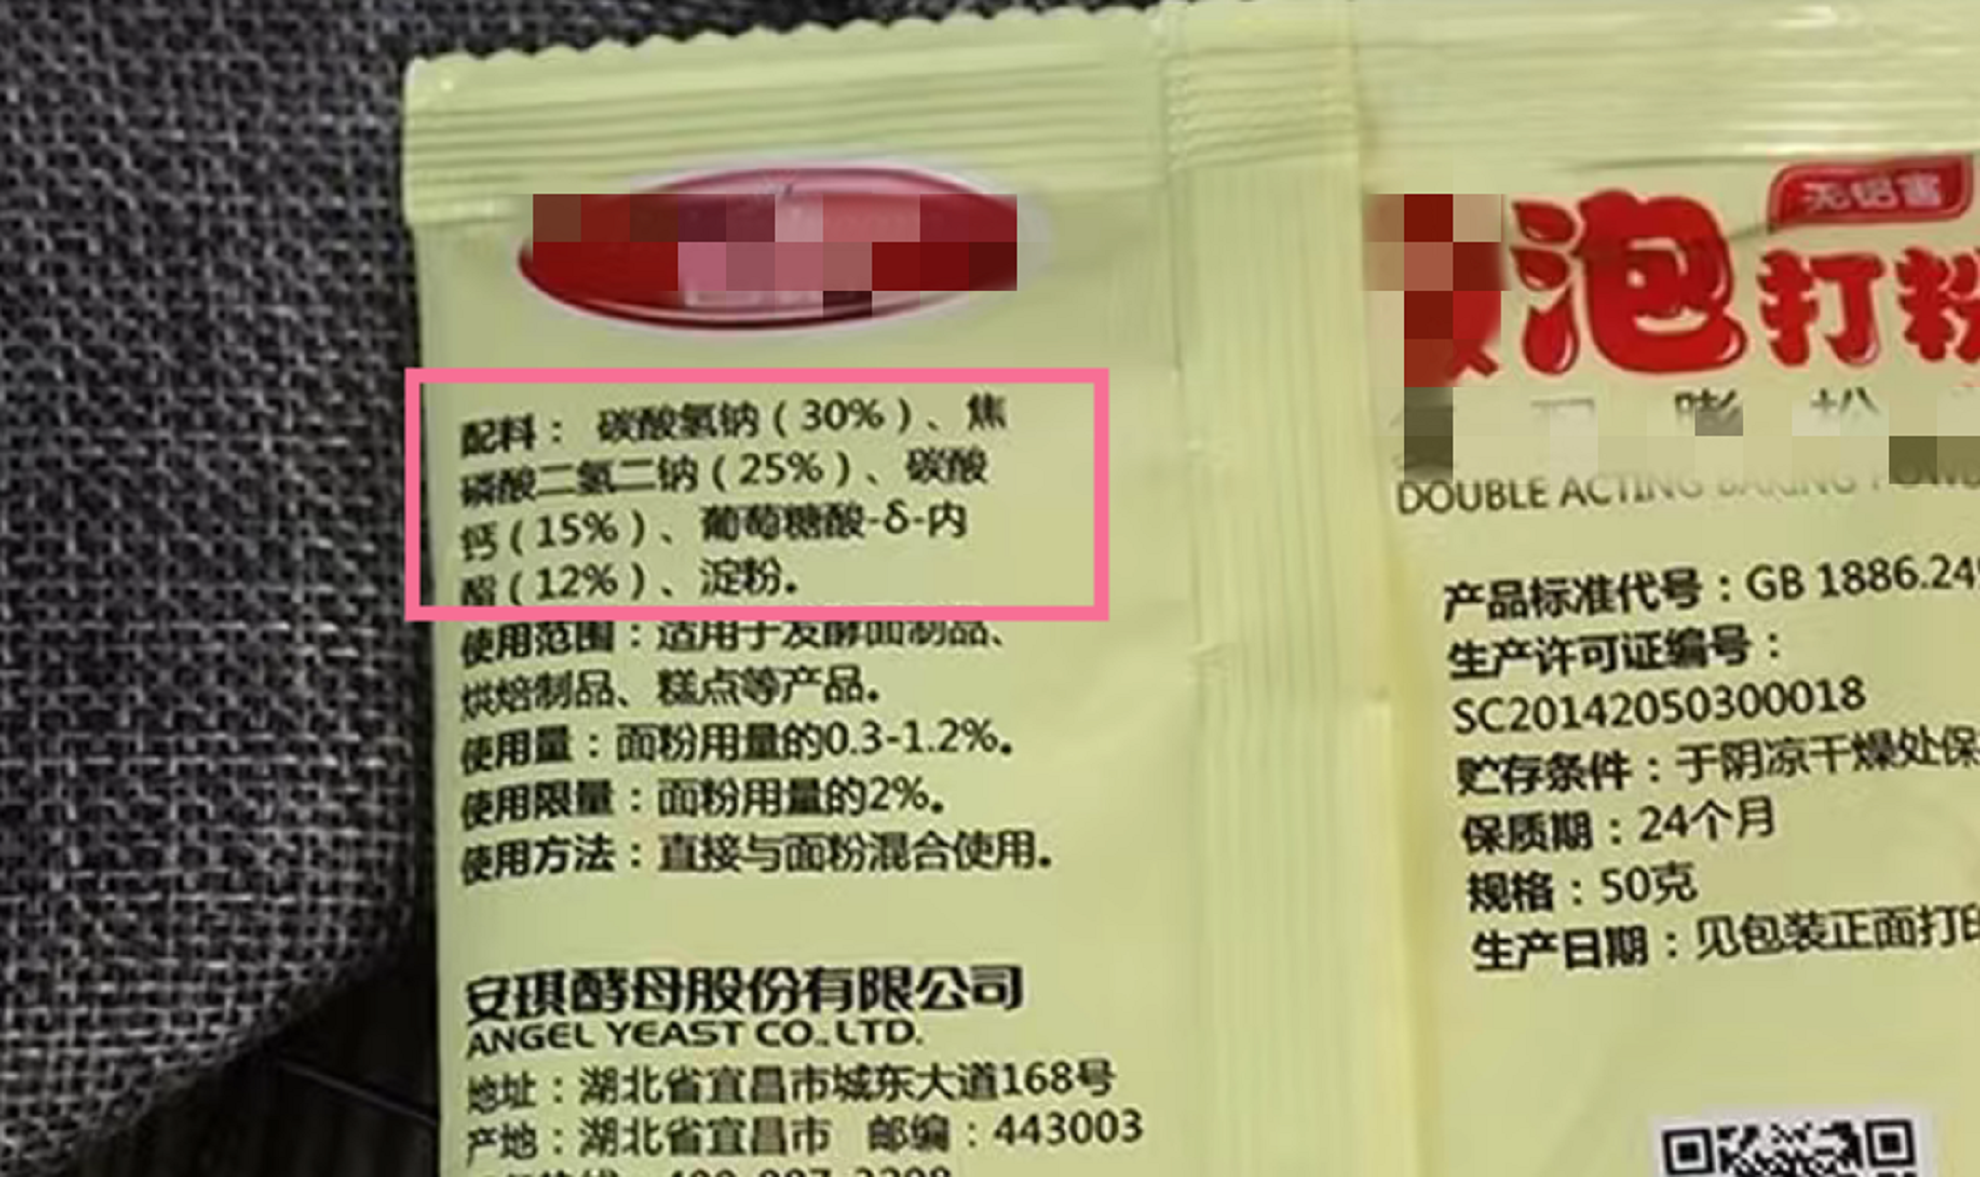 配料：碳酸氢钠（30%）、焦
磷酸二氢二钠（25%）、碳酸
钙（15%）、葡萄糖酸-δ-内
酯（12%）、淀粉。
使用范围：适用于发酵面制品、
烘焙制品、糕点等产品。
使用量：面粉用量的0.3-1.2%。
使用限量：面粉用量的2%。
使用方法：直接与面粉混合使用。
安琪酵母股份有限公司
ANGEL YEAST CO.,LTD.
地址：湖北省宜昌市城东大道168号
产地：湖北省宜昌市 邮编：443003
无铝害
泡打粉
膨松
DOUBLE ACTING BAKING
产品标准代号：GB 1886.24
生产许可证编号：
SC20142050300018
贮存条件：于阴凉干燥处保
保质期：24个月
规格：50克
生产日期：见包装正面打印